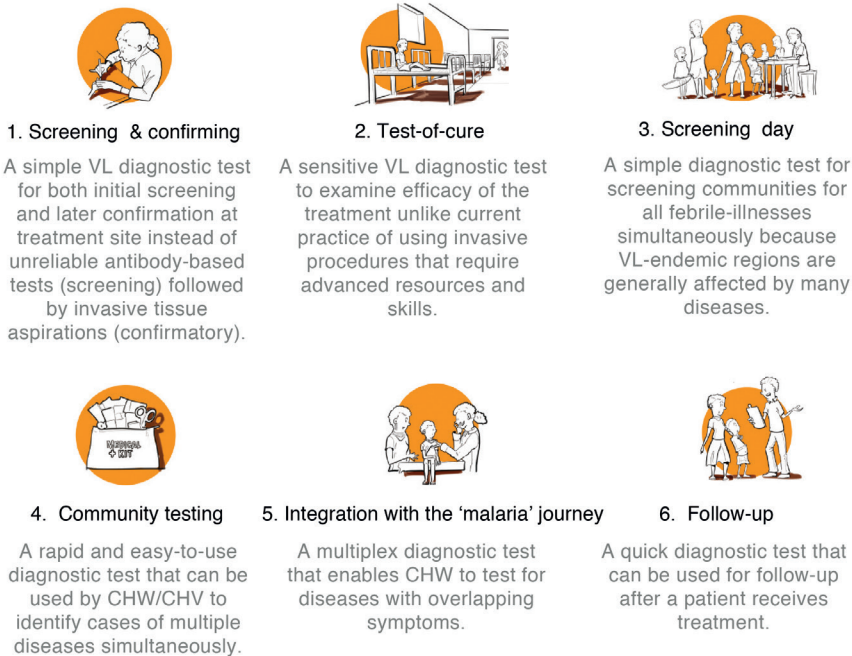 1. Screening & confirming
A simple VL diagnostic test
for both initial screening
and later confirmation at
treatment site instead of
unreliable antibody-based
tests (screening) followed
by invasive tissue
aspirations (confirmatory).
2. Test-of-cure
A sensitive VL diagnostic test
to examine efficacy of the
treatment unlike current
practice of using invasive
procedures that require
advanced resources and
skills.
3. Screening day
A simple diagnostic test for
screening communities for
all febrile-illnesses
simultaneously because
VL-endemic regions are
generally affected by many
diseases.
MEDICAL
+ KIT
4. Community testing
A rapid and easy-to-use
diagnostic test that can be
used by CHW/CHV to
identify cases of multiple
diseases simultaneously.
5. Integration with the ‘malaria’ journey
A multiplex diagnostic test
that enables CHW to test for
diseases with overlapping
symptoms.
6. Follow-up
A quick diagnostic test that
can be used for follow-up
after a patient receives
treatment.